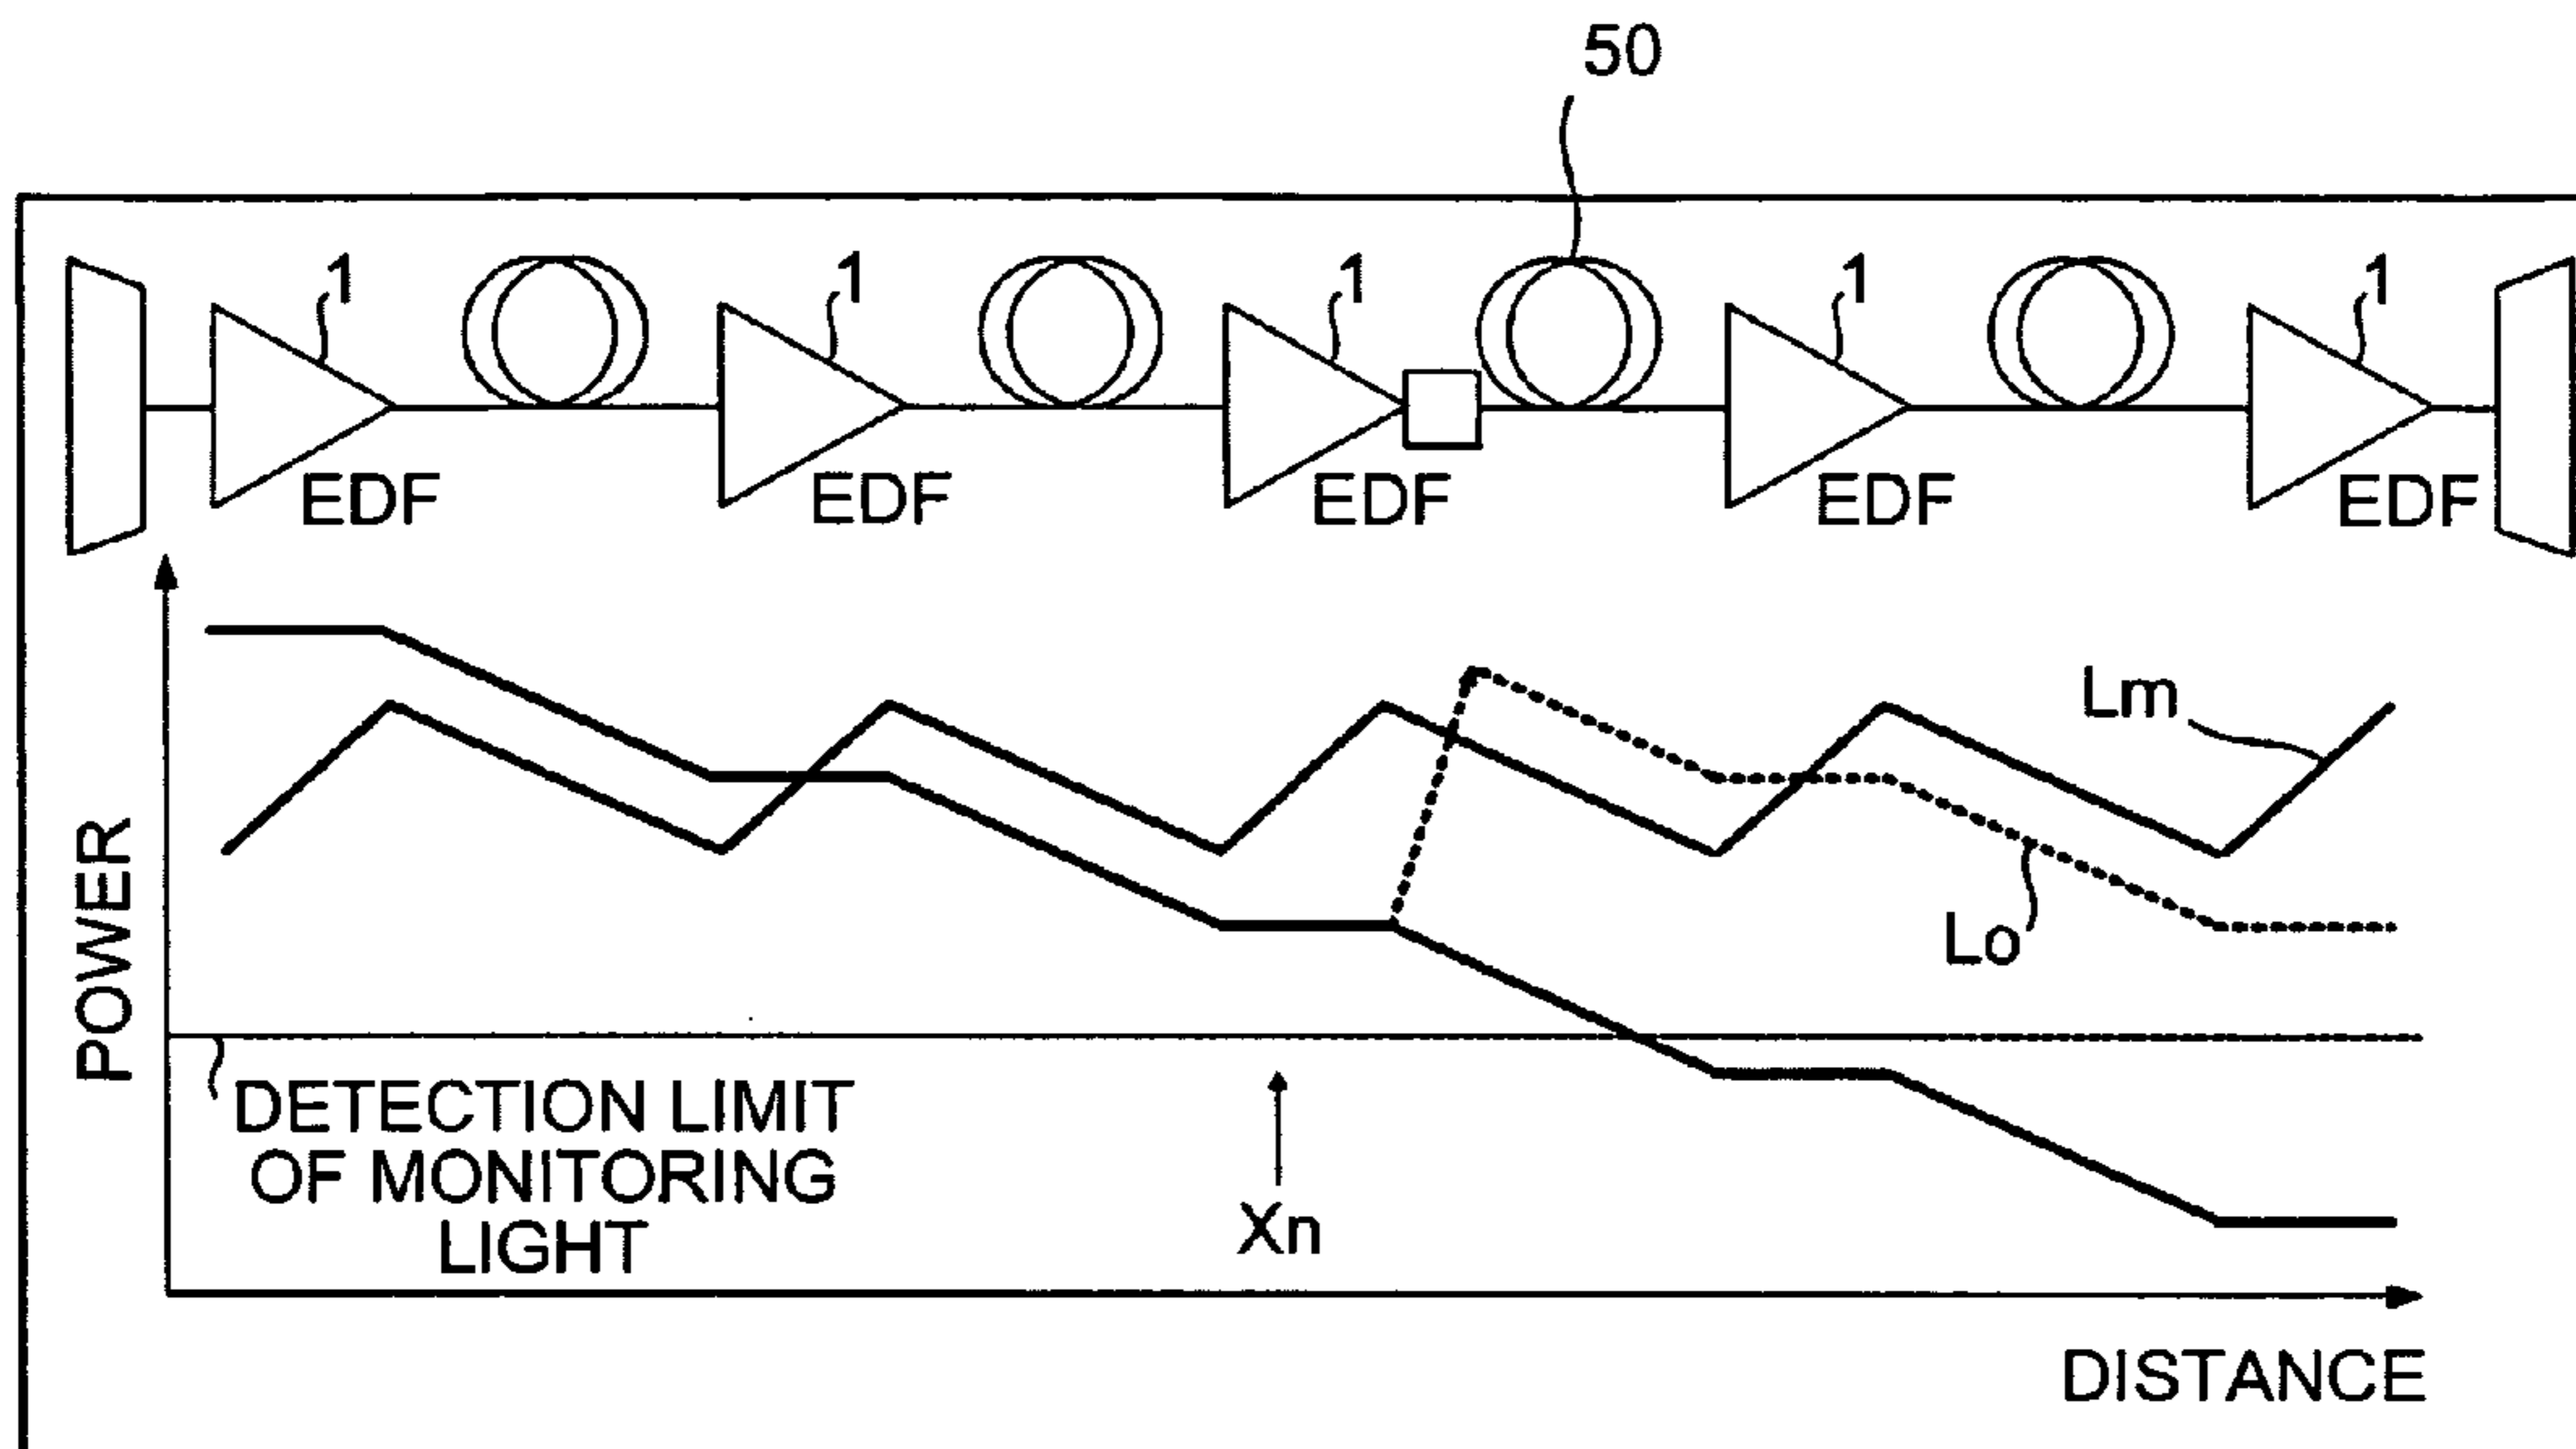 50
1 1 1 1 1
EDF EDF EDF EDF EDF
POWER
Lm
Lo
DETECTION LIMIT
OF MONITORING
LIGHT
Xn
DISTANCE